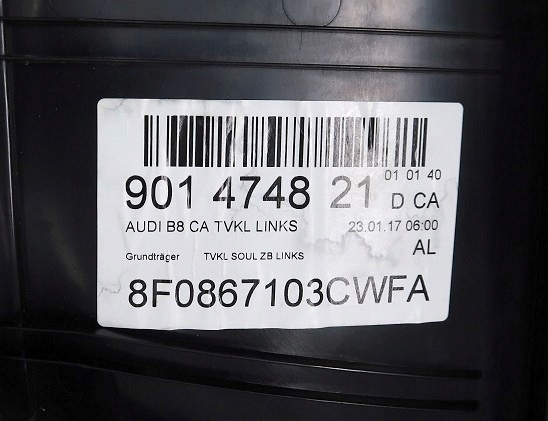 01 01 40
901 4748 21 D CA
AUDI B8 CA TVKL LINKS 23.01.17 06:00
AL
Grundträger TVKL SOUL ZB LINKS
8F0867103CWFA